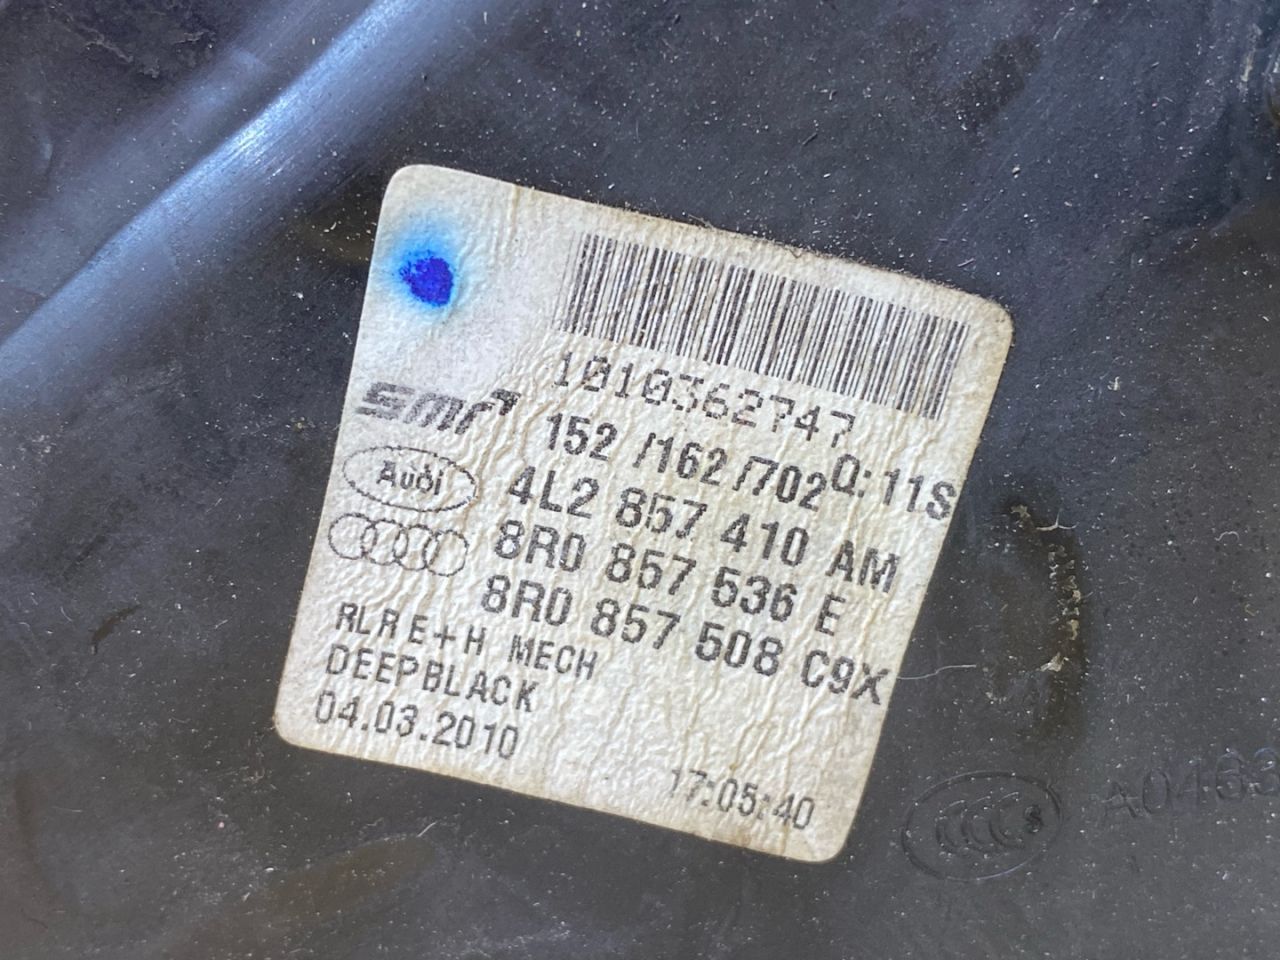 1010362747
smr
152 /162/702 Q: 11S
Audi
4L2 857 410 AM
8R0 857 536 E
8R0 857 508 C9X
RLR E+H MECH
DEEPBLACK
04.03.2010
17:05:40
CCC S